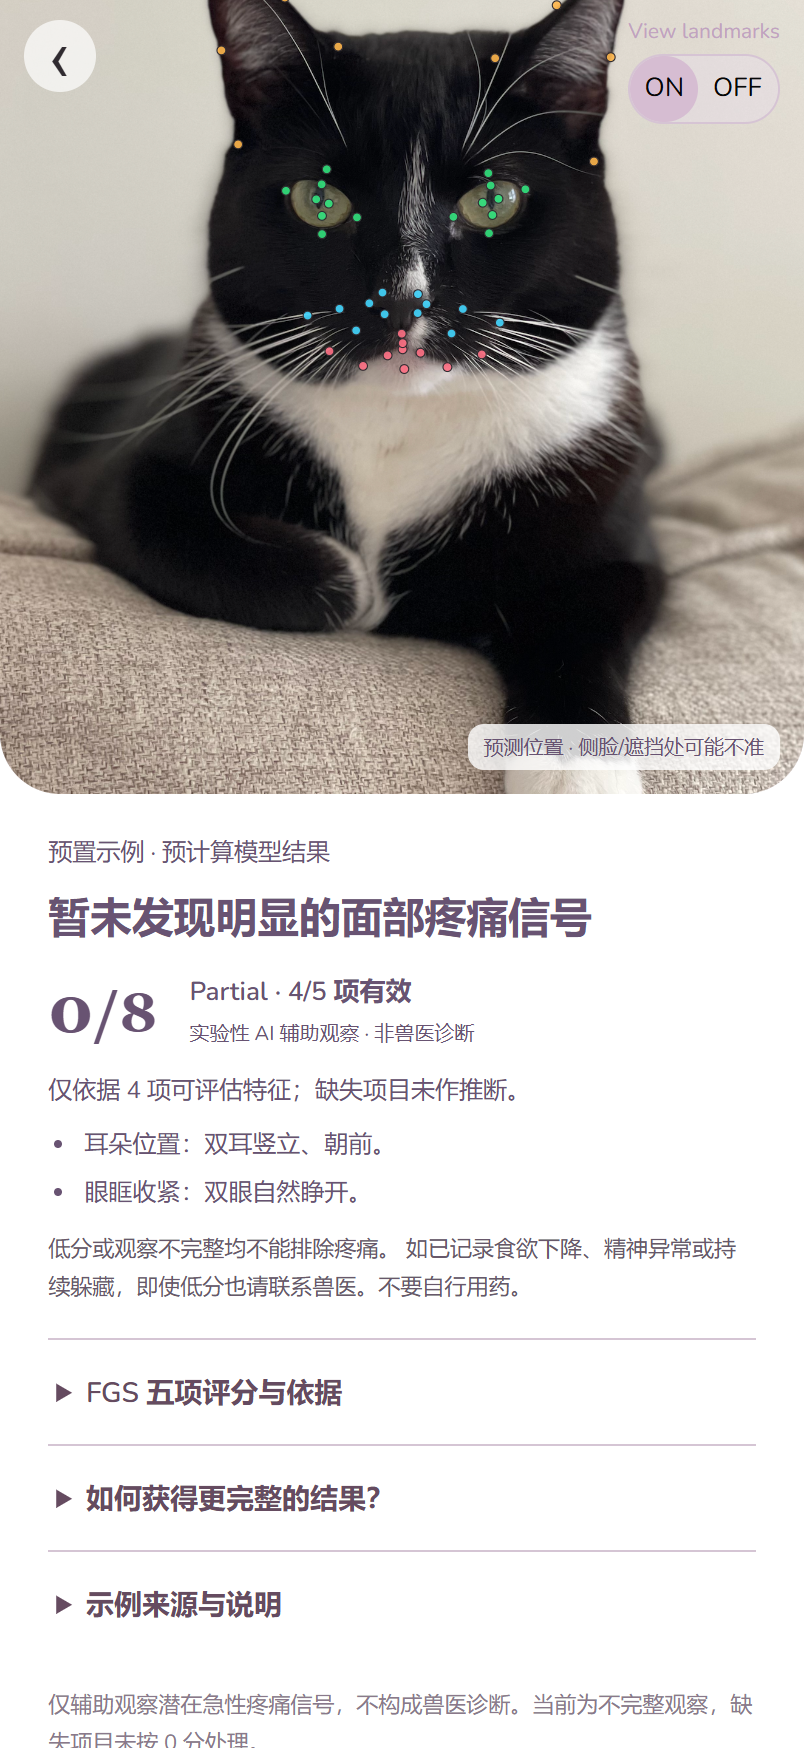 View landmarks
ON OFF
预测位置 · 侧脸/遮挡处可能不准
预置示例 · 预计算模型结果
暂未发现明显的面部疼痛信号
0/8
Partial · 4/5 项有效
实验性 AI 辅助观察 · 非兽医诊断
仅依据 4 项可评估特征；缺失项目未作推断。
• 耳朵位置：双耳竖立、朝前。
• 眼眶收紧：双眼自然睁开。
低分或观察不完整均不能排除疼痛。 如已记录食欲下降、精神异常或持
续躲藏，即使低分也请联系兽医。不要自行用药。
FGS 五项评分与依据
如何获得更完整的结果？
示例来源与说明
仅辅助观察潜在急性疼痛信号，不构成兽医诊断。当前为不完整观察，缺
失项目未按 0 分处理。